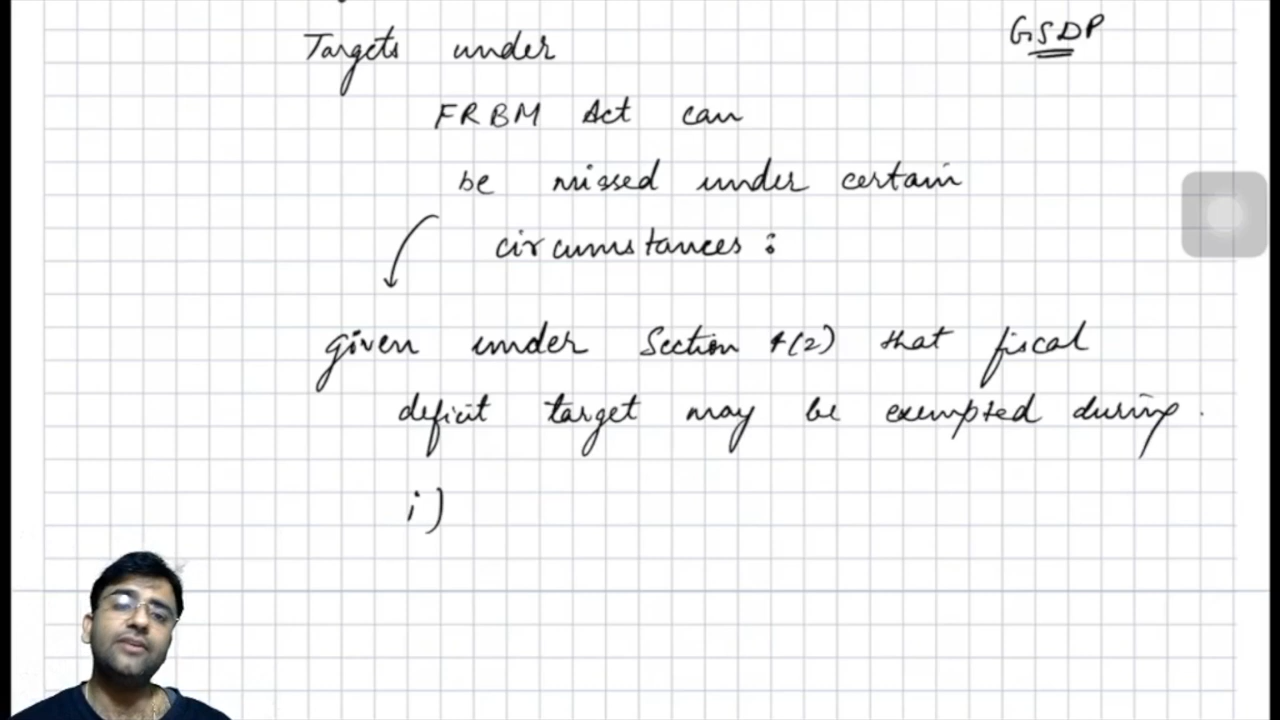 GSDP
Targets under
FRBM Act can
be missed under certain
circumstances :
given under Section 4(2) that fiscal
deficit target may be exempted during
i)